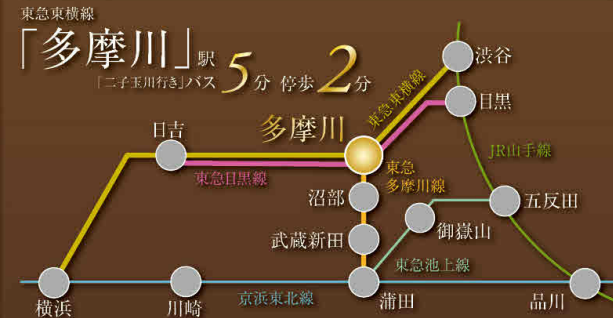 東急東横線
「多摩川」駅
「二子玉川行き」バス5分 停歩2分
渋谷
東急東横線
目黒
多摩川
日吉
JR山手線
東急目黒線
東急
多摩川線
沼部
五反田
御嶽山
武蔵新田
東急池上線
京浜東北線
横浜
川崎
蒲田
品川